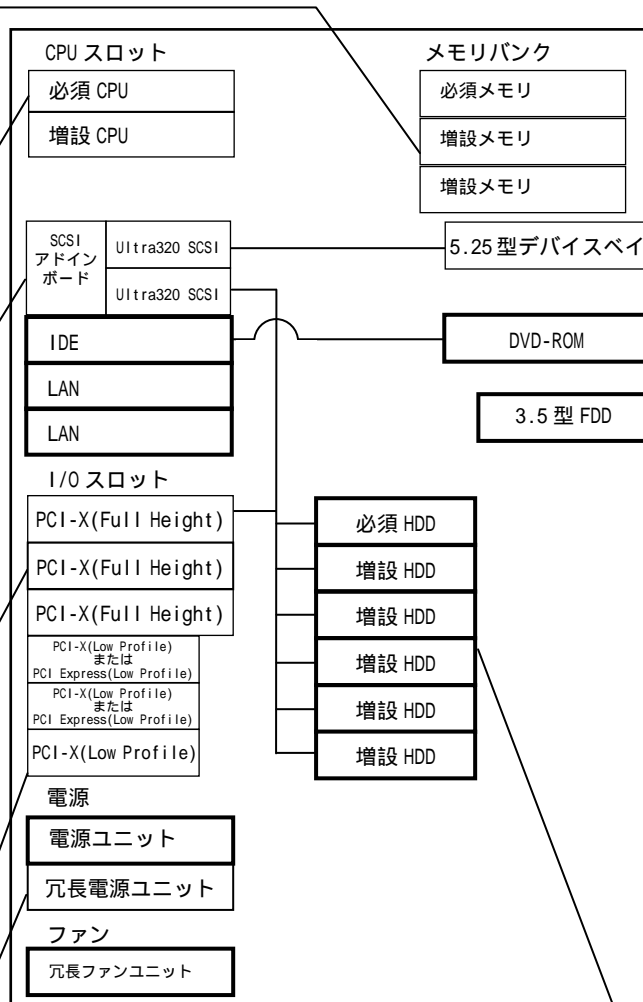 CPU スロット
必須 CPU
増設 CPU
メモリバンク
必須メモリ
増設メモリ
増設メモリ
SCSI
アドイン
ボード
Ultra320 SCSI
Ultra320 SCSI
5.25 型デバイスベイ
IDE
LAN
LAN
DVD-ROM
3.5 型 FDD
I/O スロット
PCI-X(Full Height)
PCI-X(Full Height)
PCI-X(Full Height)
PCI-X(Low Profile)
または
PCI Express(Low Profile)
PCI-X(Low Profile)
または
PCI Express(Low Profile)
PCI-X(Low Profile)
必須 HDD
増設 HDD
増設 HDD
増設 HDD
増設 HDD
増設 HDD
電源
電源ユニット
冗長電源ユニット
ファン
冗長ファンユニット